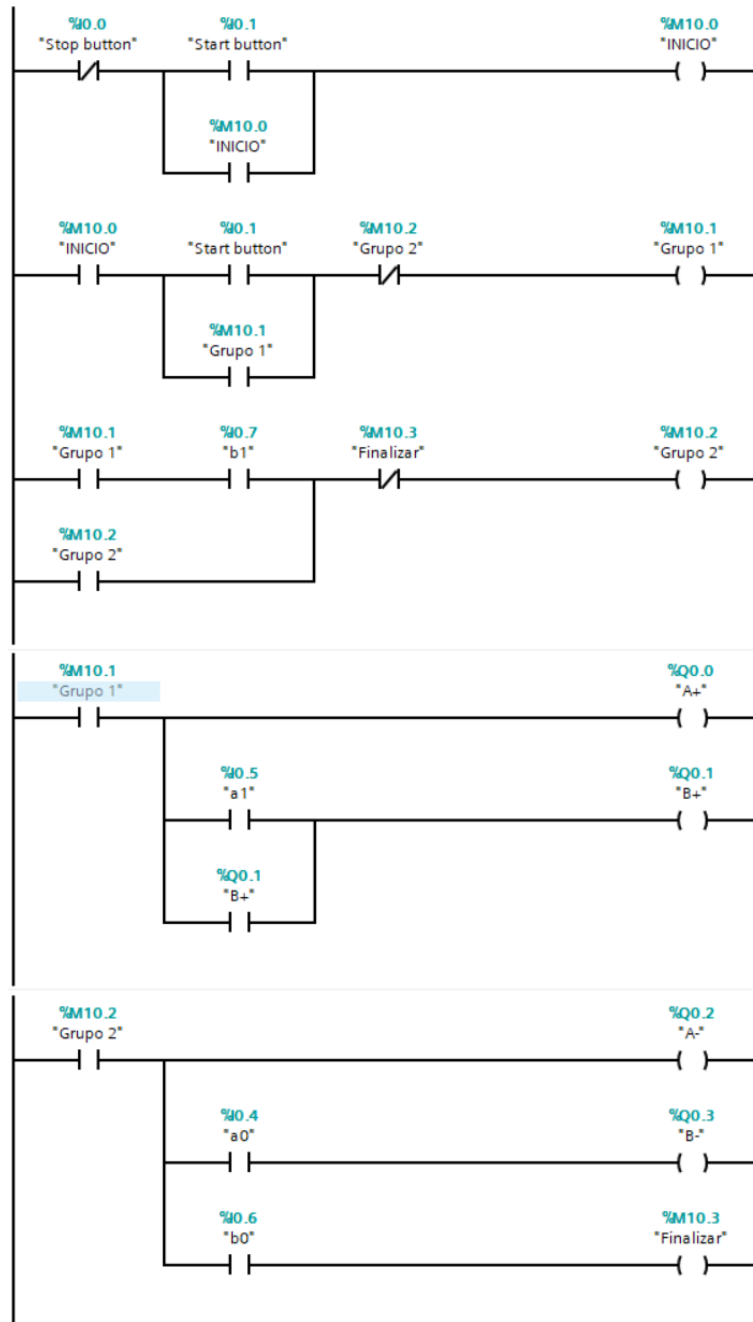 %I0.0 %I0.1 %M10.0
"Stop button" "Start button" "INICIO"
%M10.0
"INICIO"
%M10.0 %I0.1 %M10.2 %M10.1
"INICIO" "Start button" "Grupo 2" "Grupo 1"
%M10.1
"Grupo 1"
%M10.1 %I0.7 %M10.3 %M10.2
"Grupo 1" "b1" "Finalizar" "Grupo 2"
%M10.2
"Grupo 2"
%M10.1 %Q0.0
"Grupo 1" "A+"
%I0.5 %Q0.1
"a1" "B+"
%Q0.1
"B+"
%M10.2 %Q0.2
"Grupo 2" "A-"
%I0.4 %Q0.3
"a0" "B-"
%I0.6 %M10.3
"b0" "Finalizar"